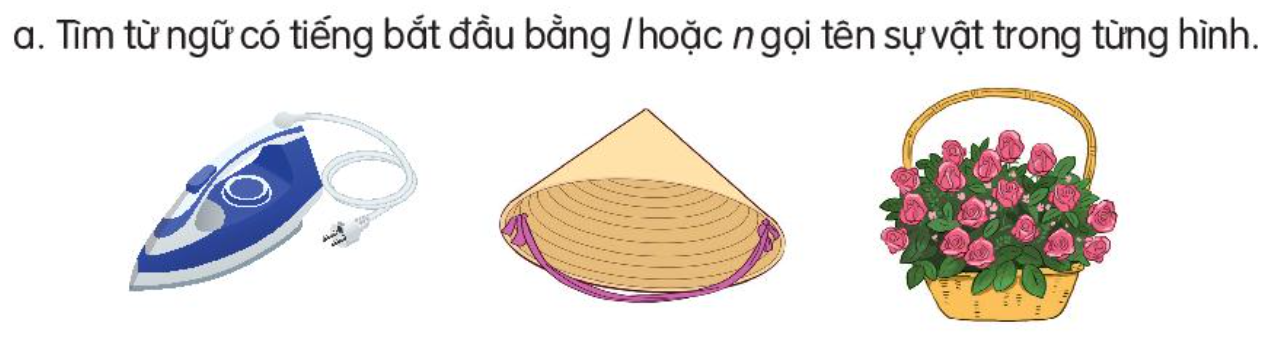 a. Tìm từ ngữ có tiếng bắt đầu bằng l hoặc n gọi tên sự vật trong từng hình.